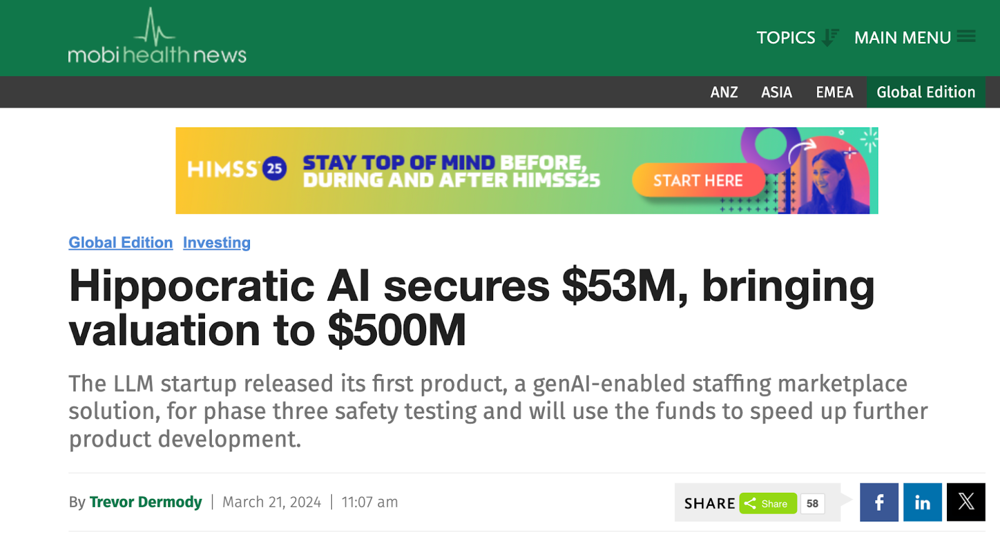 mobihealthnews
TOPICS MAIN MENU
ANZ ASIA EMEA Global Edition
HIMSS 25 STAY TOP OF MIND BEFORE,
DURING AND AFTER HIMSS25
START HERE
Global Edition Investing
Hippocratic AI secures $53M, bringing
valuation to $500M
The LLM startup released its first product, a genAI-enabled staffing marketplace
solution, for phase three safety testing and will use the funds to speed up further
product development.
By Trevor Dermody | March 21, 2024 | 11:07 am
SHARE Share 58 f in X